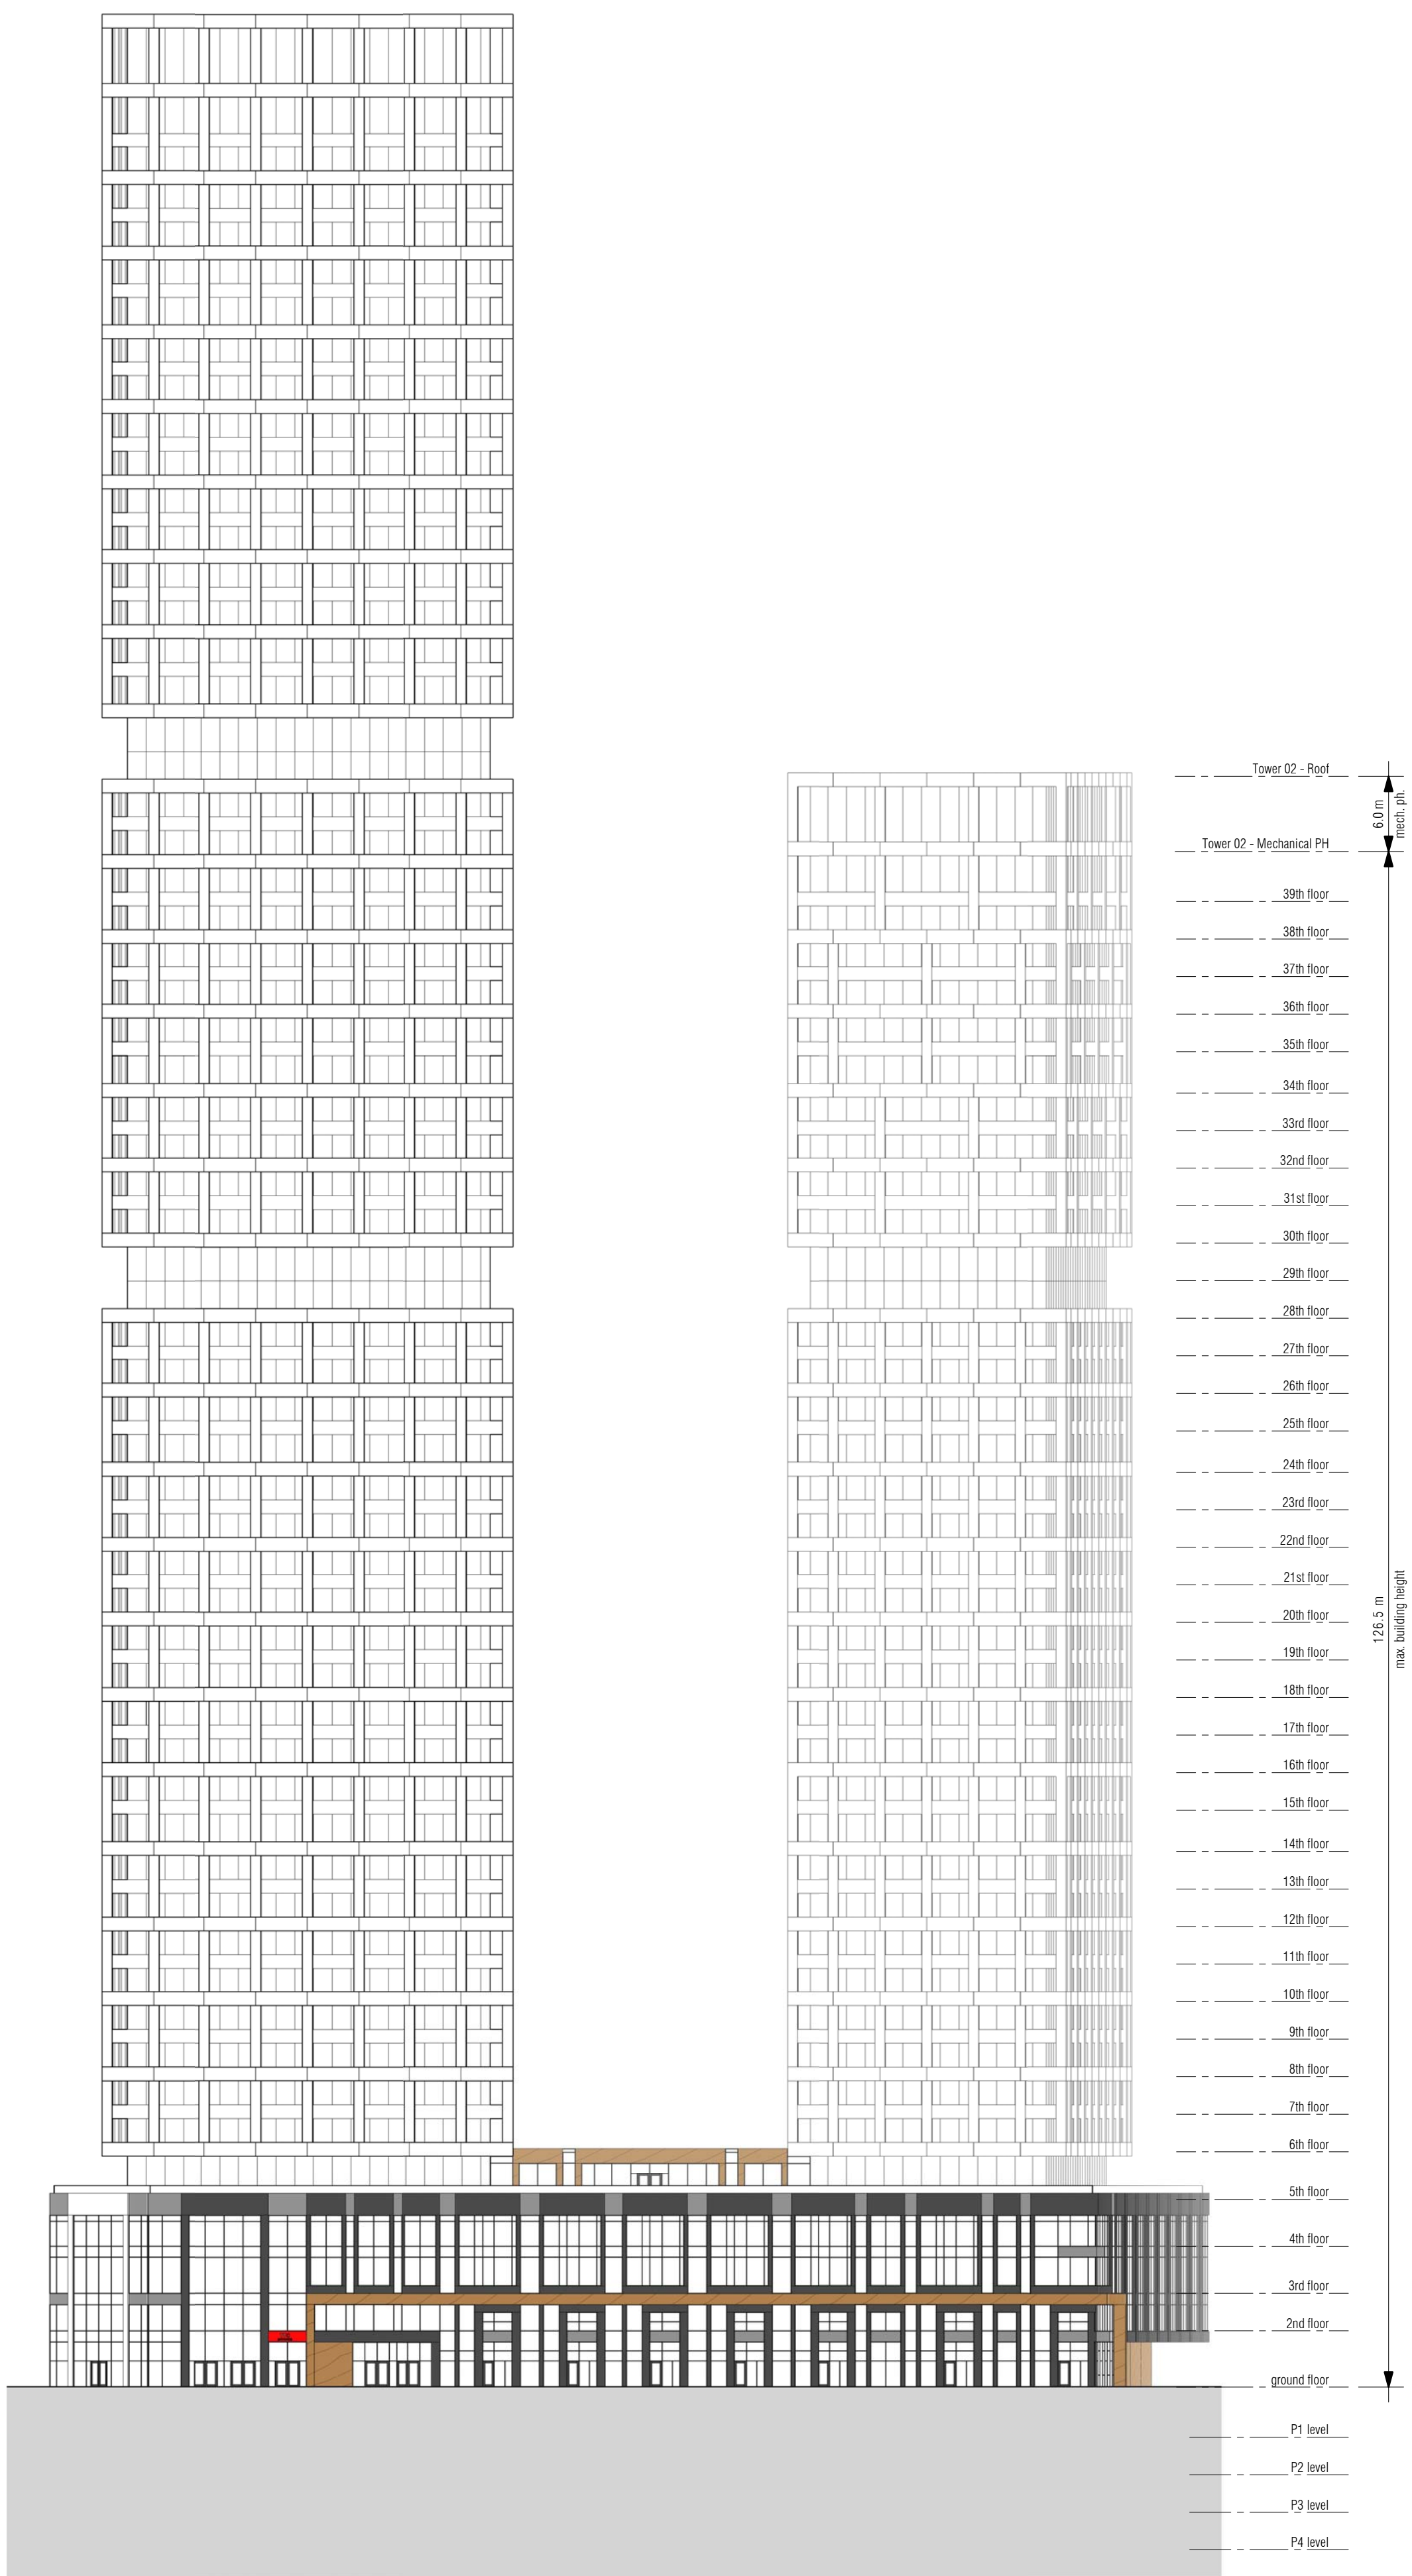 Tower 02 - Roof
6.0 m
mech. ph.
Tower 02 - Mechanical PH
39th floor
38th floor
37th floor
36th floor
35th floor
34th floor
33rd floor
32nd floor
31st floor
30th floor
29th floor
28th floor
27th floor
26th floor
25th floor
24th floor
23rd floor
22nd floor
21st floor
126.5 m
max. building height
20th floor
19th floor
18th floor
17th floor
16th floor
15th floor
14th floor
13th floor
12th floor
11th floor
10th floor
9th floor
8th floor
7th floor
6th floor
5th floor
4th floor
3rd floor
2nd floor
ground floor
P1 level
P2 level
P3 level
P4 level